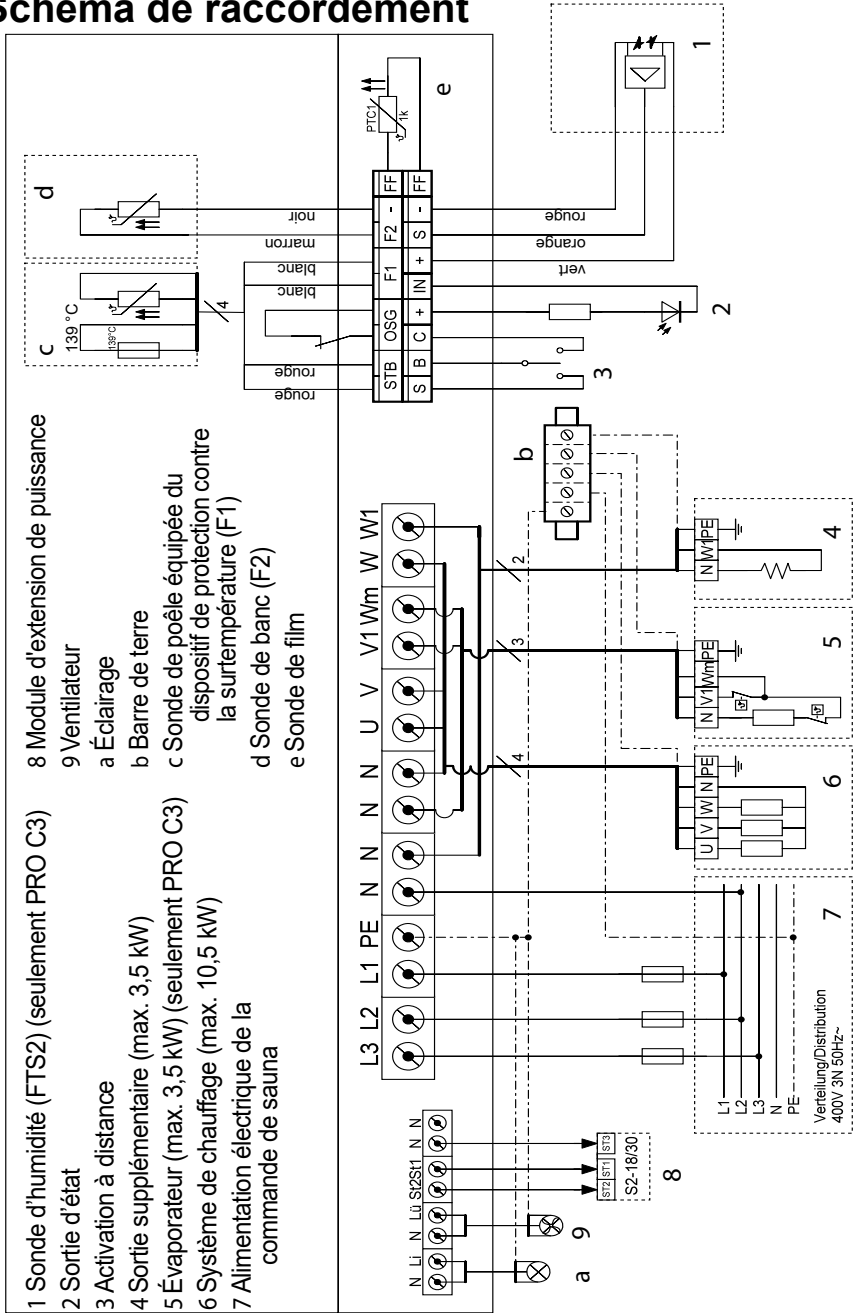 Schéma de raccordement
1 Sonde d'humidité (FTS2) (seulement PRO C3)
2 Sortie d'état
3 Activation à distance
4 Sortie supplémentaire (max. 3,5 kW)
5 Évaporateur (max. 3,5 kW) (seulement PRO C3)
6 Système de chauffage (max. 10,5 kW)
7 Alimentation électrique de la
commande de sauna
8 Module d'extension de puissance
9 Ventilateur
a Éclairage
b Barre de terre
c Sonde de poêle équipée du
dispositif de protection contre
la surtempérature (F1)
d Sonde de banc (F2)
e Sonde de film
c
139 °C
139°C
d
4
rouge
rouge
blanc
blanc
marron
noir
PTC1
1k
e
STB OSG F1 F2 - FF
S B C + IN + S - FF
vert
orange
rouge
1
2
3
N Li N Lü St2 St1 N N
L3 L2 L1 PE N N N N U V V1 Wm W W1
a
9
ST2 ST1 ST3
S2-18/30
8
4
3
2
b
L1
L2
L3
N
PE
Verteilung/Distribution
400V 3N 50Hz~
7
U V W N PE
6
N V1 Wm PE
5
N W1 PE
4